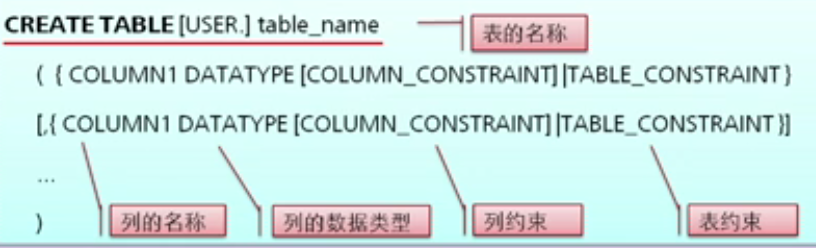 CREATE TABLE [USER.] table_name
表的名称
( { COLUMN1 DATATYPE [COLUMN_CONSTRAINT]|TABLE_CONSTRAINT}
[,{ COLUMN1 DATATYPE [COLUMN_CONSTRAINT]|TABLE_CONSTRAINT}]
...
)
列的名称
列的数据类型
列约束
表约束